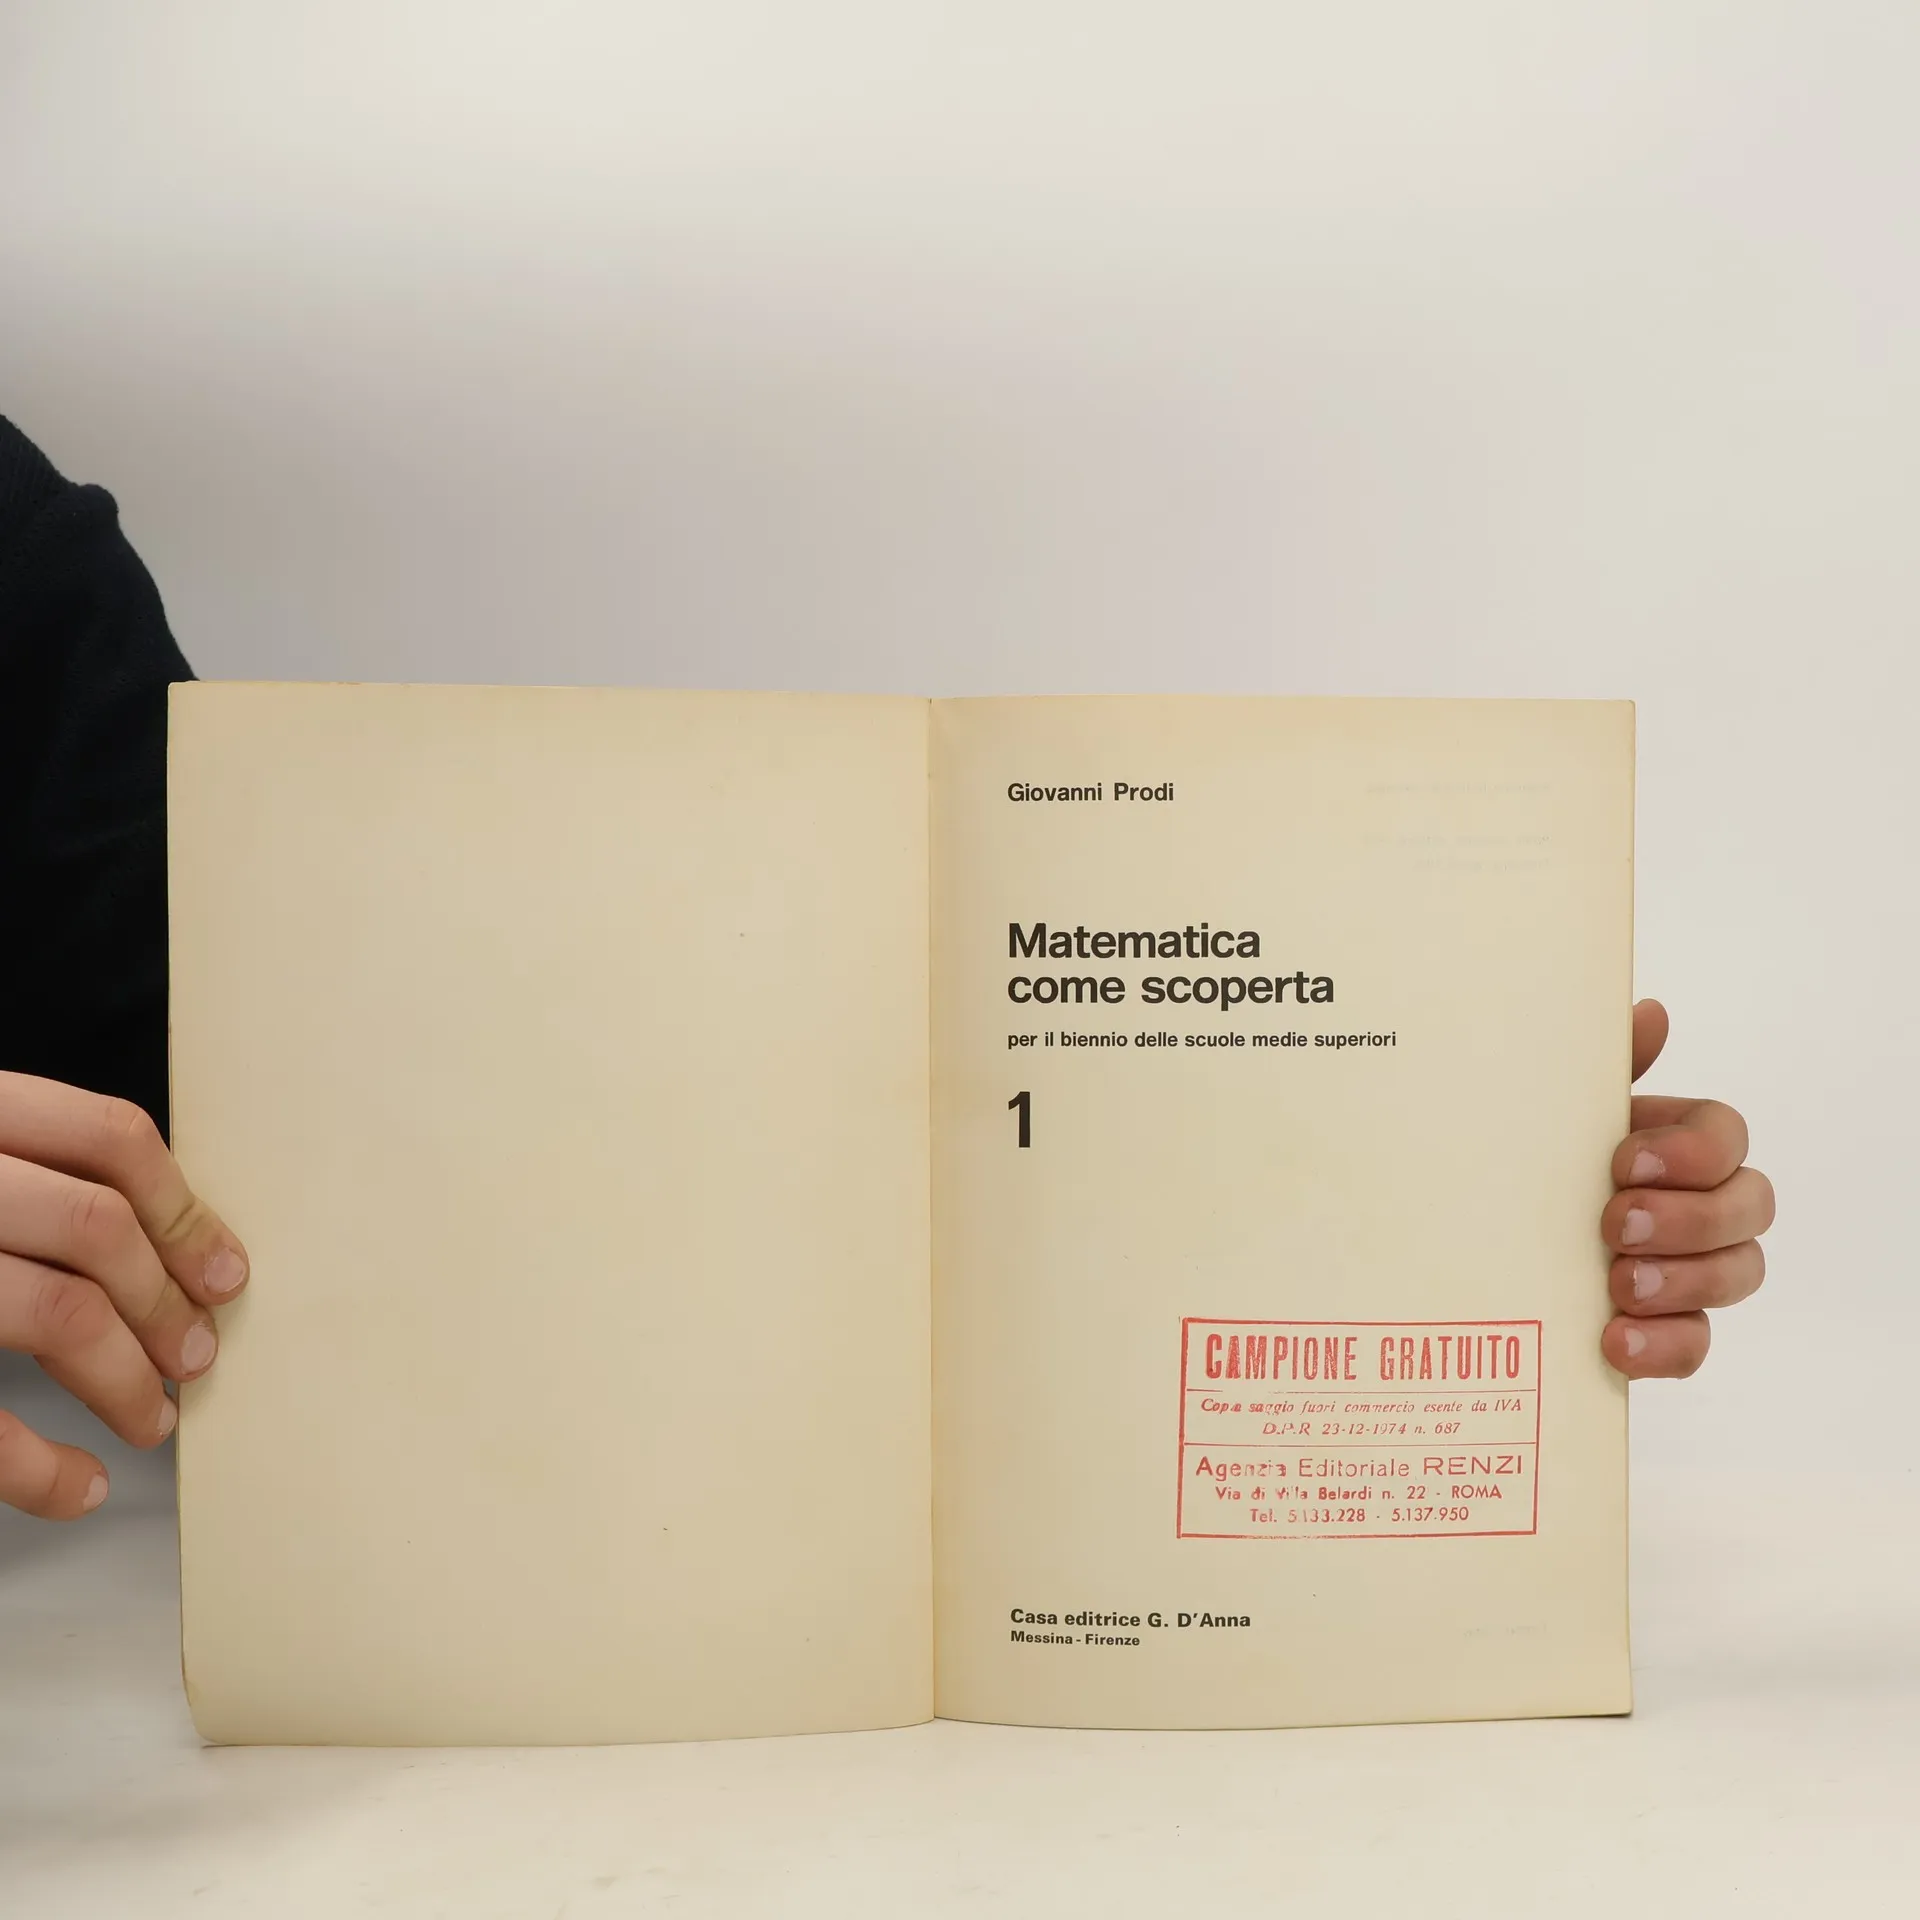 Giovanni Prodi
Matematica
come scoperta
per il biennio delle scuole medie superiori
1
CAMPIONE GRATUITO
Copia saggio fuori commercio esente da IVA
D.P.R 23-12-1974 n. 687
Agenzia Editoriale RENZI
Via di Villa Belardi n. 22 - ROMA
Tel. 5.133.228 - 5.137.950
Casa editrice G. D'Anna
Messina - Firenze